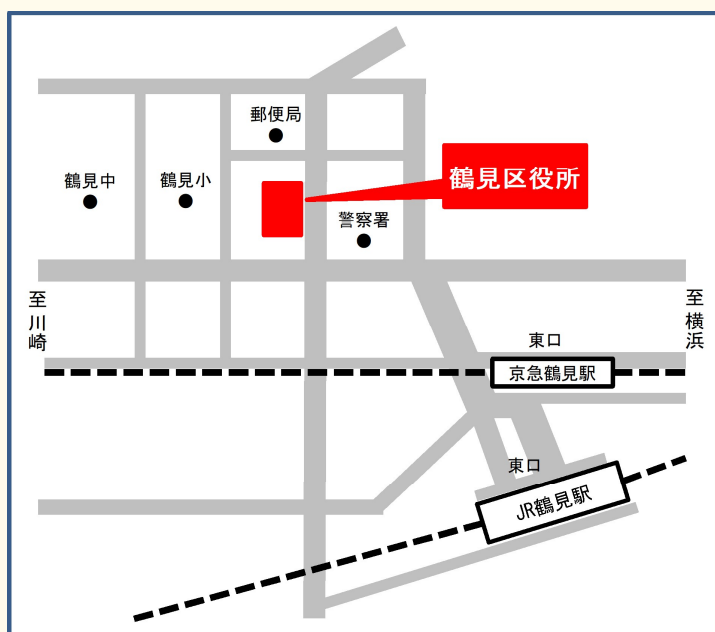 郵便局
鶴見中
鶴見小
鶴見区役所
警察署
至川崎
至横浜
東口
京急鶴見駅
東口
JR鶴見駅